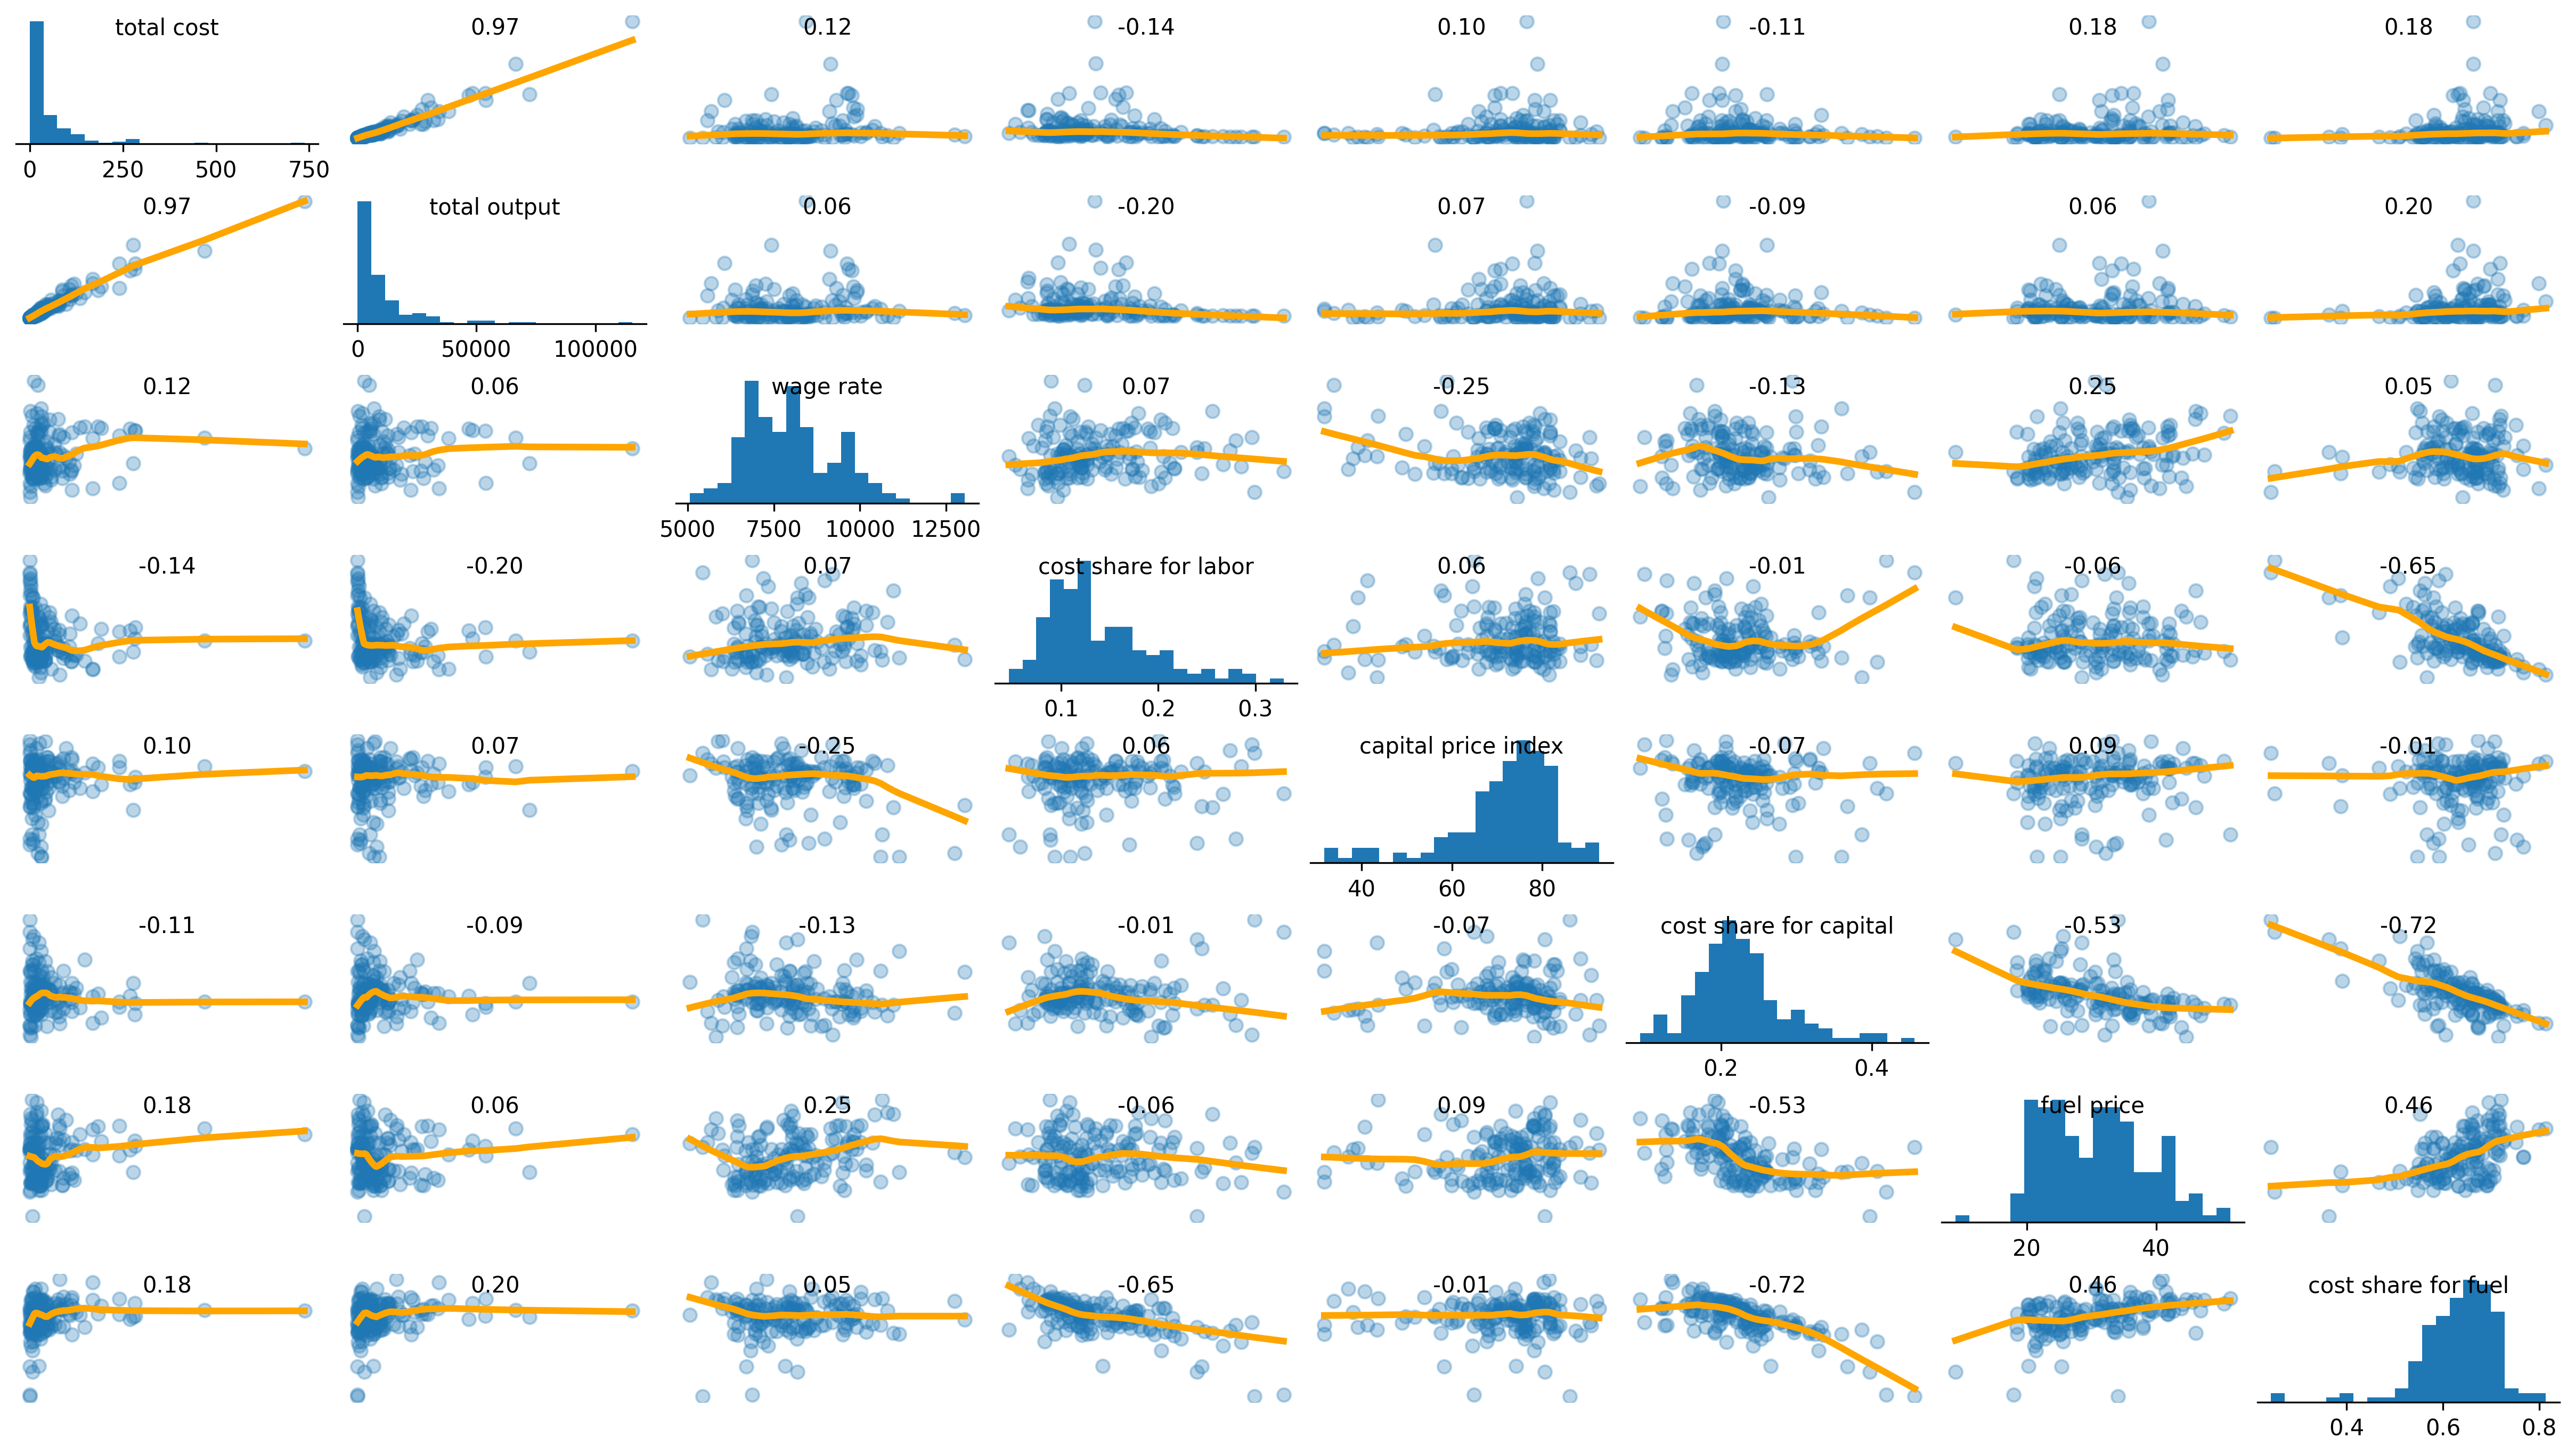 total cost 0.97 0.12 -0.14 0.10 -0.11 0.18 0.18
0 250 500 750
0.97 total output 0.06 -0.20 0.07 -0.09 0.06 0.20
0 50000 100000
0.12 0.06 wage rate 0.07 -0.25 -0.13 0.25 0.05
5000 7500 10000 12500
-0.14 -0.20 0.07 cost share for labor 0.06 -0.01 -0.06 -0.65
0.1 0.2 0.3
0.10 0.07 -0.25 0.06 capital price index -0.07 0.09 -0.01
40 60 80
-0.11 -0.09 -0.13 -0.01 -0.07 cost share for capital -0.53 -0.72
0.2 0.4
0.18 0.06 0.25 -0.06 0.09 -0.53 fuel price 0.46
20 40
0.18 0.20 0.05 -0.65 -0.01 -0.72 0.46 cost share for fuel
0.4 0.6 0.8